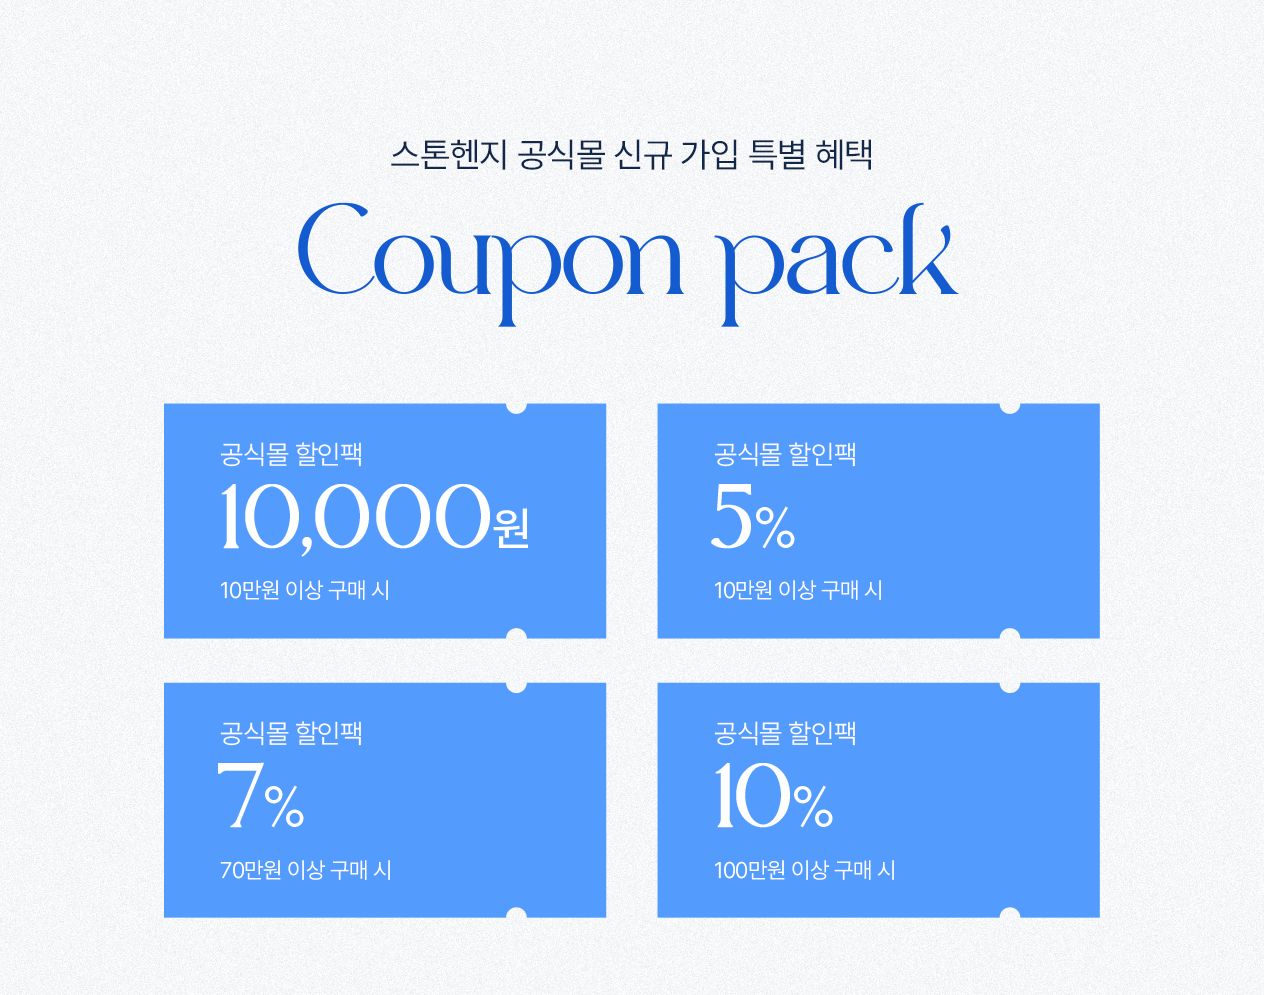 스톤헨지 공식몰 신규 가입 특별 혜택
Coupon pack
공식몰 할인팩
10,000원
10만원 이상 구매 시
공식몰 할인팩
5%
10만원 이상 구매 시
공식몰 할인팩
7%
70만원 이상 구매 시
공식몰 할인팩
10%
100만원 이상 구매 시